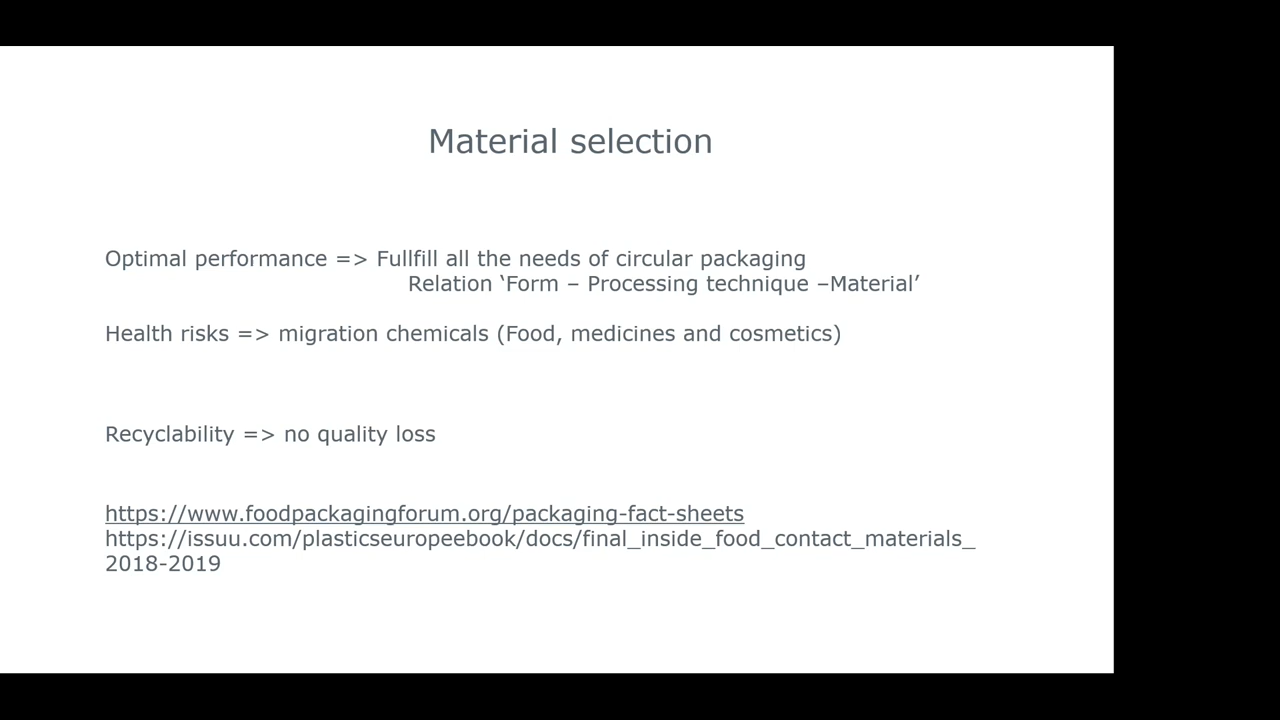 Material selection
Optimal performance => Fullfill all the needs of circular packaging
Relation ‘Form – Processing technique –Material’
Health risks => migration chemicals (Food, medicines and cosmetics)
Recyclability => no quality loss
https://www.foodpackagingforum.org/packaging-fact-sheets
https://issuu.com/plasticseuropeebook/docs/final_inside_food_contact_materials_
2018-2019